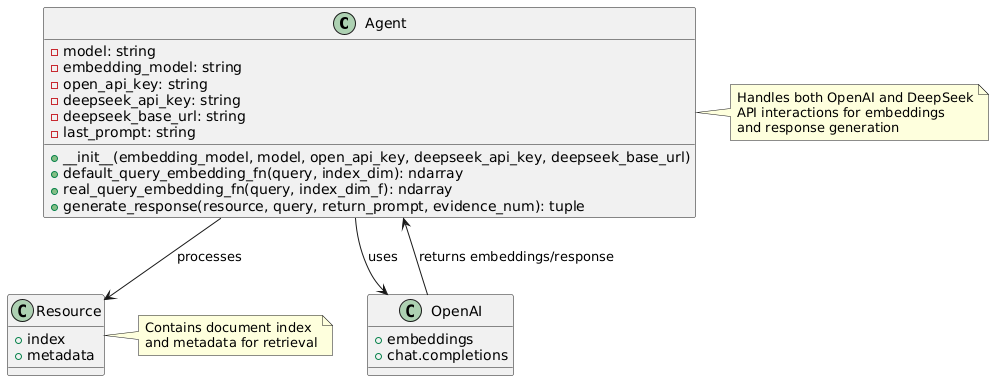 C Agent
model: string
embedding_model: string
open_api_key: string
deepseek_api_key: string
deepseek_base_url: string
last_prompt: string
__init__(embedding_model, model, open_api_key, deepseek_api_key, deepseek_base_url)
default_query_embedding_fn(query, index_dim): ndarray
real_query_embedding_fn(query, index_dim_f): ndarray
generate_response(resource, query, return_prompt, evidence_num): tuple
Handles both OpenAI and DeepSeek
API interactions for embeddings
and response generation
processes
uses
returns embeddings/response
C Resource
index
metadata
Contains document index
and metadata for retrieval
C OpenAI
embeddings
chat.completions